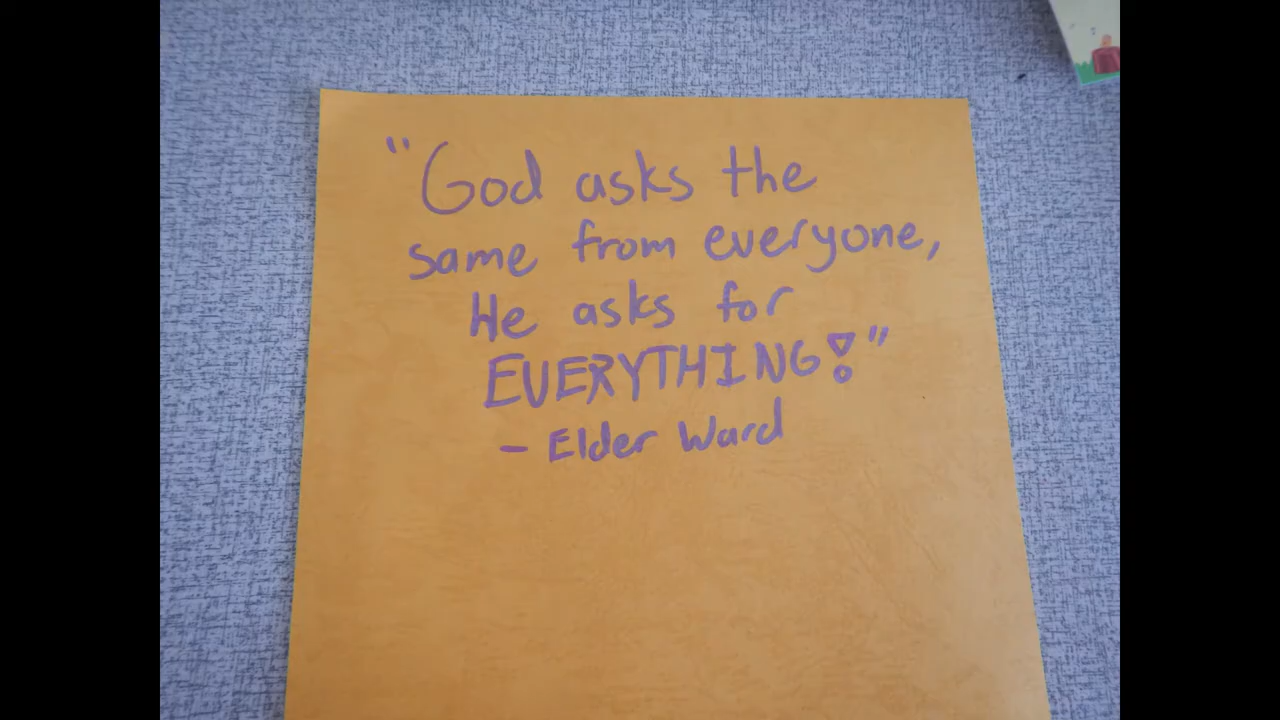 "God asks the
same from everyone,
He asks for
EVERYTHING!"
- Elder Ward